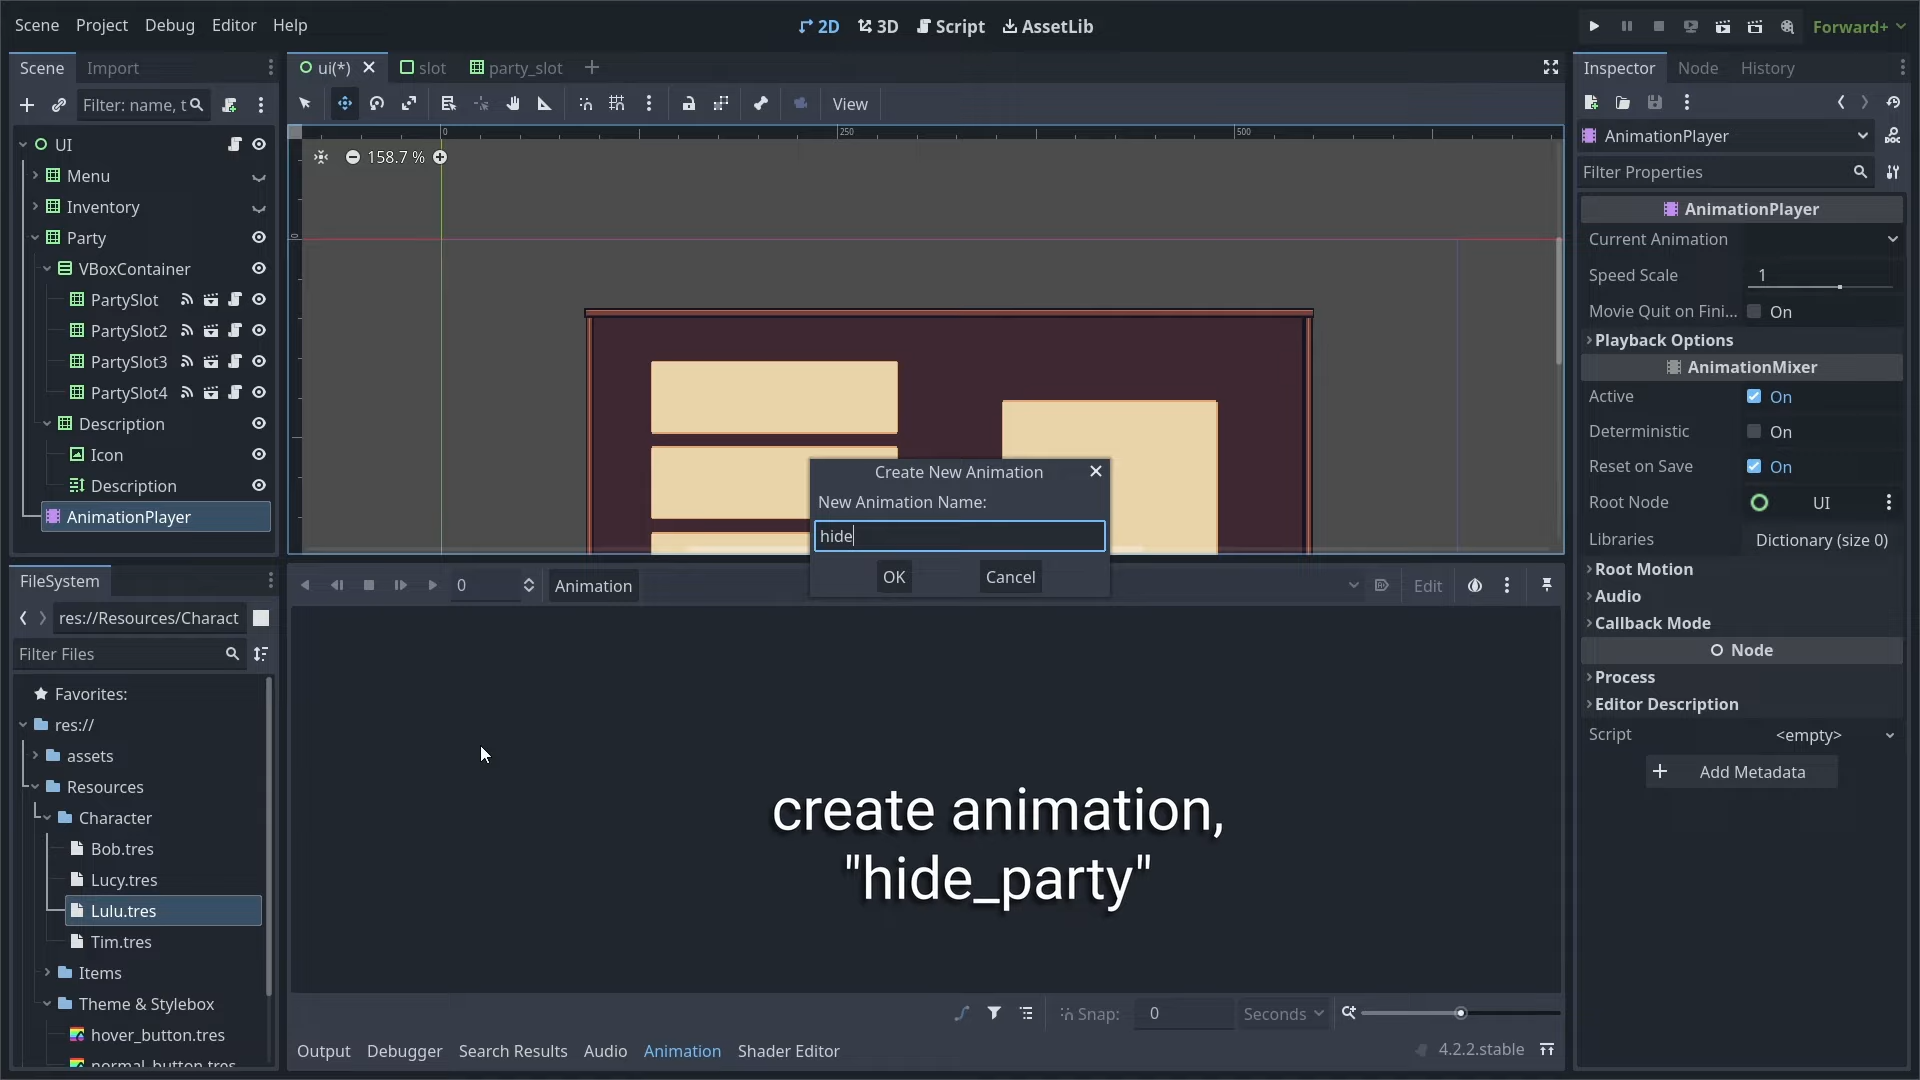 Scene Project Debug Editor Help
2D 3D Script AssetLib
Forward+
Scene Import
ui(*) slot party_slot
Inspector Node History
Filter: name, t
View
0 250 500
0
158.7 %
UI
Menu
Inventory
Party
VBoxContainer
PartySlot
PartySlot2
PartySlot3
PartySlot4
Description
Icon
Description
AnimationPlayer
AnimationPlayer
Filter Properties
AnimationPlayer
Current Animation
Speed Scale 1
Movie Quit on Fini... On
Playback Options
AnimationMixer
Active On
Deterministic On
Reset on Save On
Root Node UI
Libraries Dictionary (size 0)
Root Motion
Audio
Callback Mode
Node
Process
Editor Description
Script <empty>
Add Metadata
Create New Animation
New Animation Name:
hide
OK Cancel
0 Animation Edit
FileSystem
res://Resources/Charact
Filter Files
Favorites:
res://
assets
Resources
Character
Bob.tres
Lucy.tres
Lulu.tres
Tim.tres
Items
Theme & Stylebox
hover_button.tres
normal_button.tres
create animation,
"hide_party"
Snap: 0 Seconds
Output Debugger Search Results Audio Animation Shader Editor
4.2.2.stable